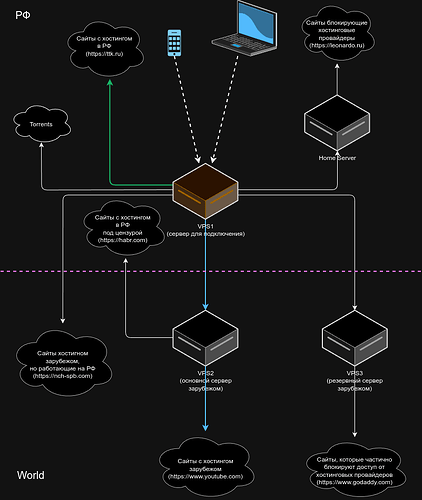 РФ
Сайты с хостингом
в РФ
(https://ttk.ru)
Сайты блокирующие
хостинговые
провайдеры
(https://leonardo.ru)
Torrents
Home Server
VPS1
(сервер для подключения)
Сайты с хостингом
в РФ
под цензурой
(https://habr.com)
Сайты хостигном
зарубежом,
но работающие на РФ
(https://nch-spb.com)
VPS2
(основной сервер
зарубежом)
VPS3
(резервный сервер
зарубежом)
World
Сайты с хостингом
зарубежом
(https://www.youtube.com)
Сайты, которые частично
блокируют доступ от
хостинговых провайдеров
(https://www.godaddy.com)